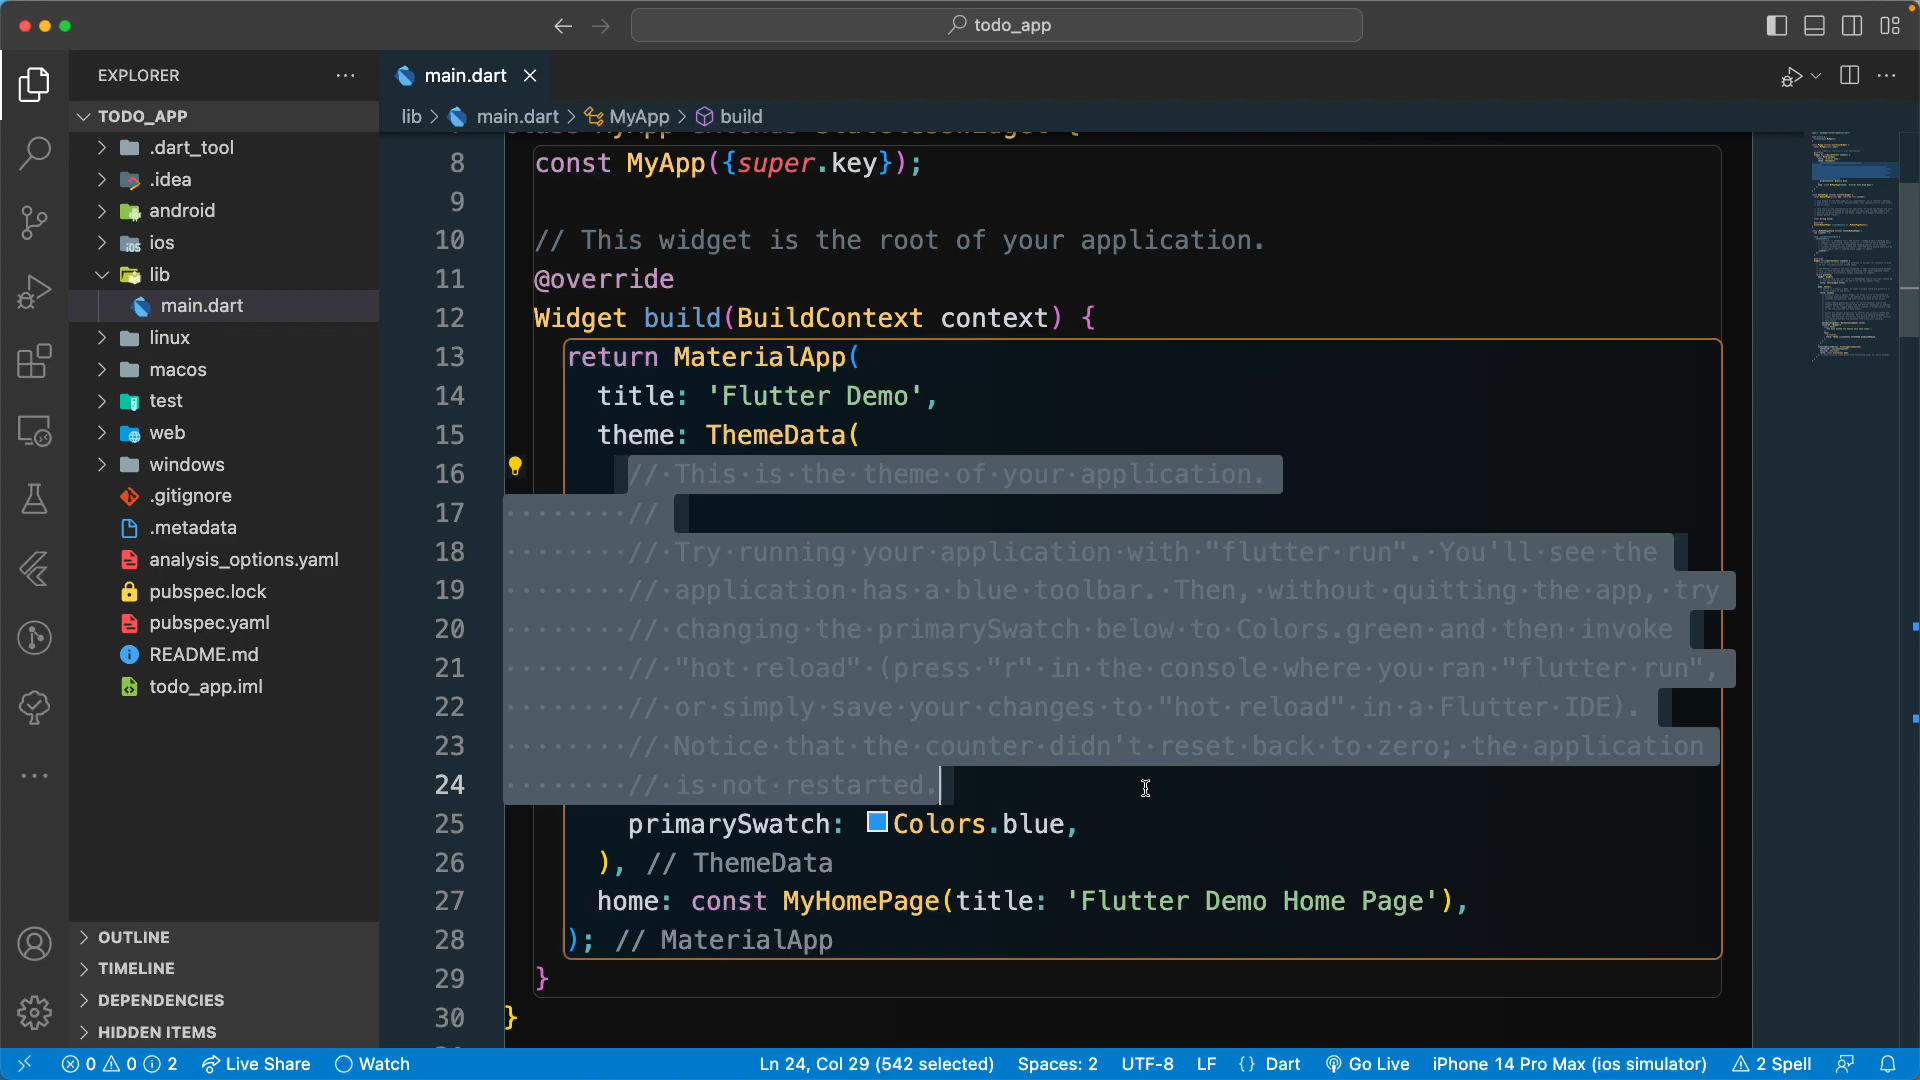 todo_app
EXPLORER
TODO_APP
.dart_tool
.idea
android
ios
lib
main.dart
linux
macos
test
web
windows
.gitignore
.metadata
analysis_options.yaml
pubspec.lock
pubspec.yaml
README.md
todo_app.iml
OUTLINE
TIMELINE
DEPENDENCIES
HIDDEN ITEMS
main.dart
lib > main.dart > MyApp > build
8 const MyApp({super.key});
9
10 // This widget is the root of your application.
11 @override
12 Widget build(BuildContext context) {
13 return MaterialApp(
14 title: 'Flutter Demo',
15 theme: ThemeData(
16 // This is the theme of your application.
17 //
18 // Try running your application with "flutter run". You'll see the
19 // application has a blue toolbar. Then, without quitting the app, try
20 // changing the primarySwatch below to Colors.green and then invoke
21 // "hot reload" (press "r" in the console where you ran "flutter run",
22 // or simply save your changes to "hot reload" in a Flutter IDE).
23 // Notice that the counter didn't reset back to zero; the application
24 // is not restarted.
25 primarySwatch: Colors.blue,
26 ), // ThemeData
27 home: const MyHomePage(title: 'Flutter Demo Home Page'),
28 ); // MaterialApp
29 }
30 }
0 0 2 Live Share Watch Ln 24, Col 29 (542 selected) Spaces: 2 UTF-8 LF {} Dart Go Live iPhone 14 Pro Max (ios simulator) 2 Spell